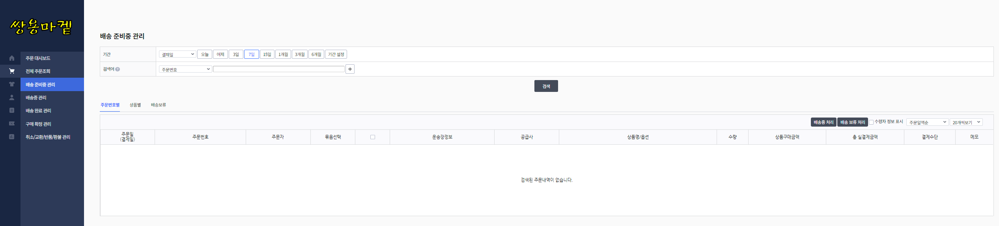 쌍용마켙
주문 대시보드
전체 주문조회
배송 준비중 관리
배송중 관리
배송 완료 관리
구매 확정 관리
취소/교환/반품/환불 관리
배송 준비중 관리
기간 결제일 오늘 어제 3일 7일 15일 1개월 3개월 6개월 기간 설정
검색어 ? 주문번호 +
검색
주문번호별 상품별 배송보류
배송중 처리 배송 보류 처리 수령자 정보 표시 주문일역순 20개씩보기
주문일
(결제일) 주문번호 주문자 묶음선택 운송장정보 공급사 상품명/옵션 수량 상품구매금액 총 실결제금액 결제수단 메모
검색된 주문내역이 없습니다.